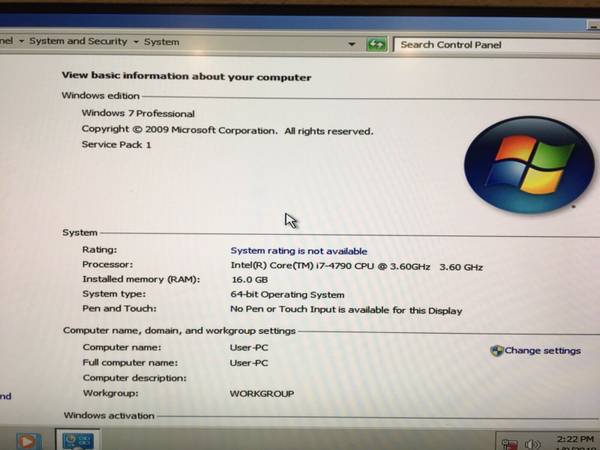 System and Security
System
Search Control Panel
View basic information about your computer
Windows edition
Windows 7 Professional
Copyright © 2009 Microsoft Corporation. All rights reserved.
Service Pack 1
System
Rating: System rating is not available
Processor: Intel(R) Core(TM) i7-4790 CPU @ 3.60GHz 3.60 GHz
Installed memory (RAM): 16.0 GB
System type: 64-bit Operating System
Pen and Touch: No Pen or Touch Input is available for this Display
Computer name, domain, and workgroup settings
Computer name: User-PC
Change settings
Full computer name: User-PC
Computer description:
Workgroup: WORKGROUP
Windows activation
2:22 PM